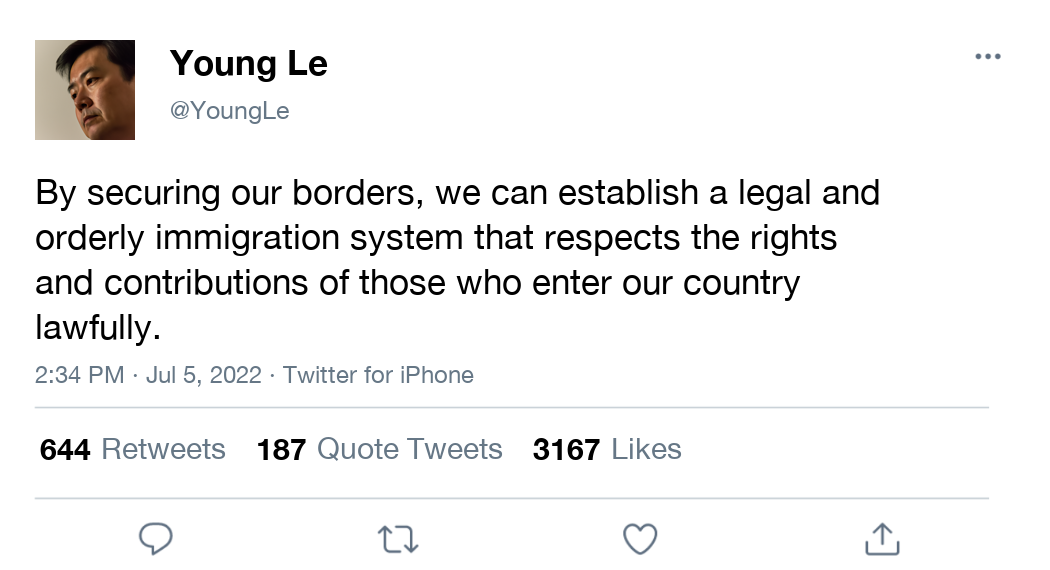 Young Le
@YoungLe
By securing our borders, we can establish a legal and
orderly immigration system that respects the rights
and contributions of those who enter our country
lawfully.
2:34 PM · Jul 5, 2022 · Twitter for iPhone
644 Retweets 187 Quote Tweets 3167 Likes